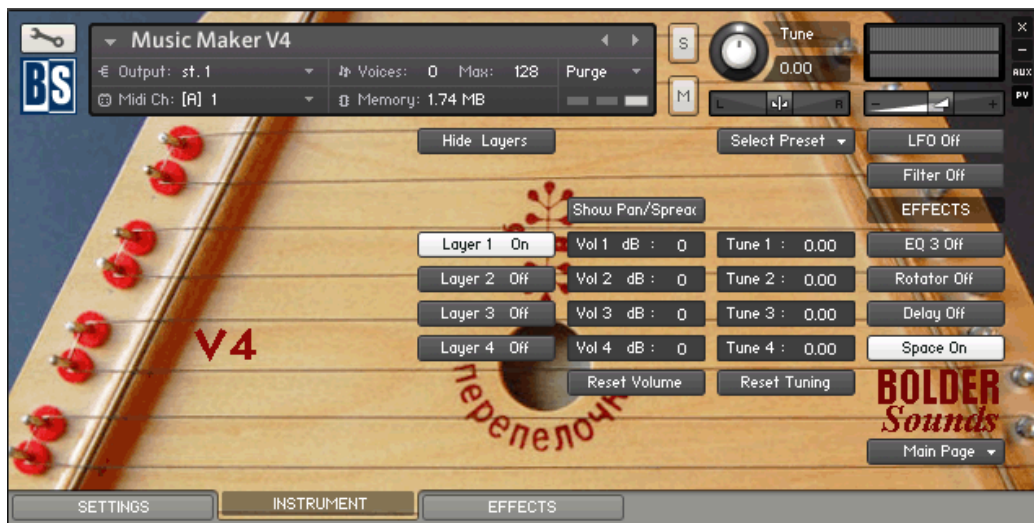 Music Maker V4
S
Tune
0.00
X
-
AUX
PV
BS
Output: st.1
Voices: 0 Max: 128
Purge
Midi Ch: [A] 1
Memory: 1.74 MB
M
L
R
- +
Hide Layers
Select Preset
LFO Off
Filter Off
Show Pan/Spreac
EFFECTS
Layer 1 On
Vol 1 dB : 0
Tune 1 : 0.00
EQ 3 Off
Layer 2 Off
Vol 2 dB : 0
Tune 2 : 0.00
Rotator Off
Layer 3 Off
Vol 3 dB : 0
Tune 3 : 0.00
Delay Off
V4
Layer 4 Off
Vol 4 dB : 0
Tune 4 : 0.00
Space On
Reset Volume
Reset Tuning
BOLDER
Sounds
Main Page
SETTINGS
INSTRUMENT
EFFECTS